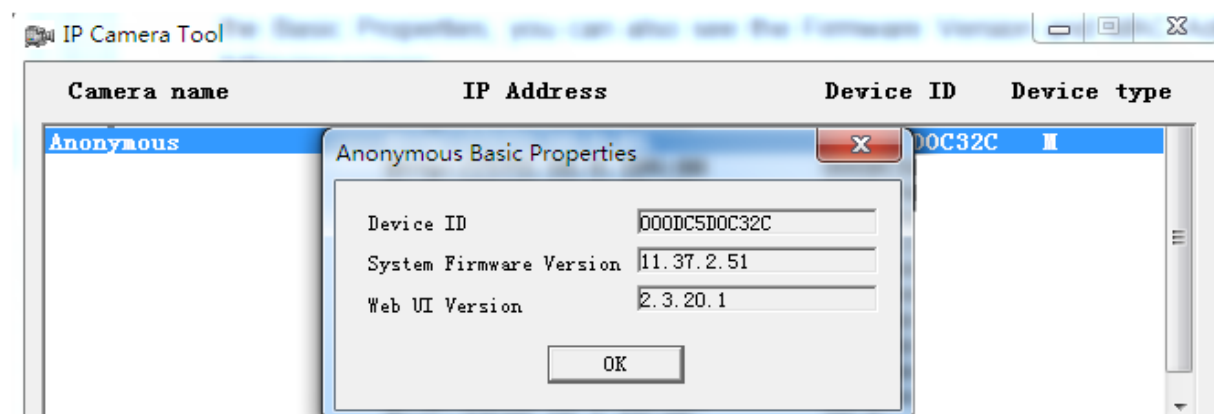 IP Camera Tool
Camera name IP Address Device ID Device type
Anonymous D0C32C M
Anonymous Basic Properties
Device ID 000DC5D0C32C
System Firmware Version 11.37.2.51
Web UI Version 2.3.20.1
OK